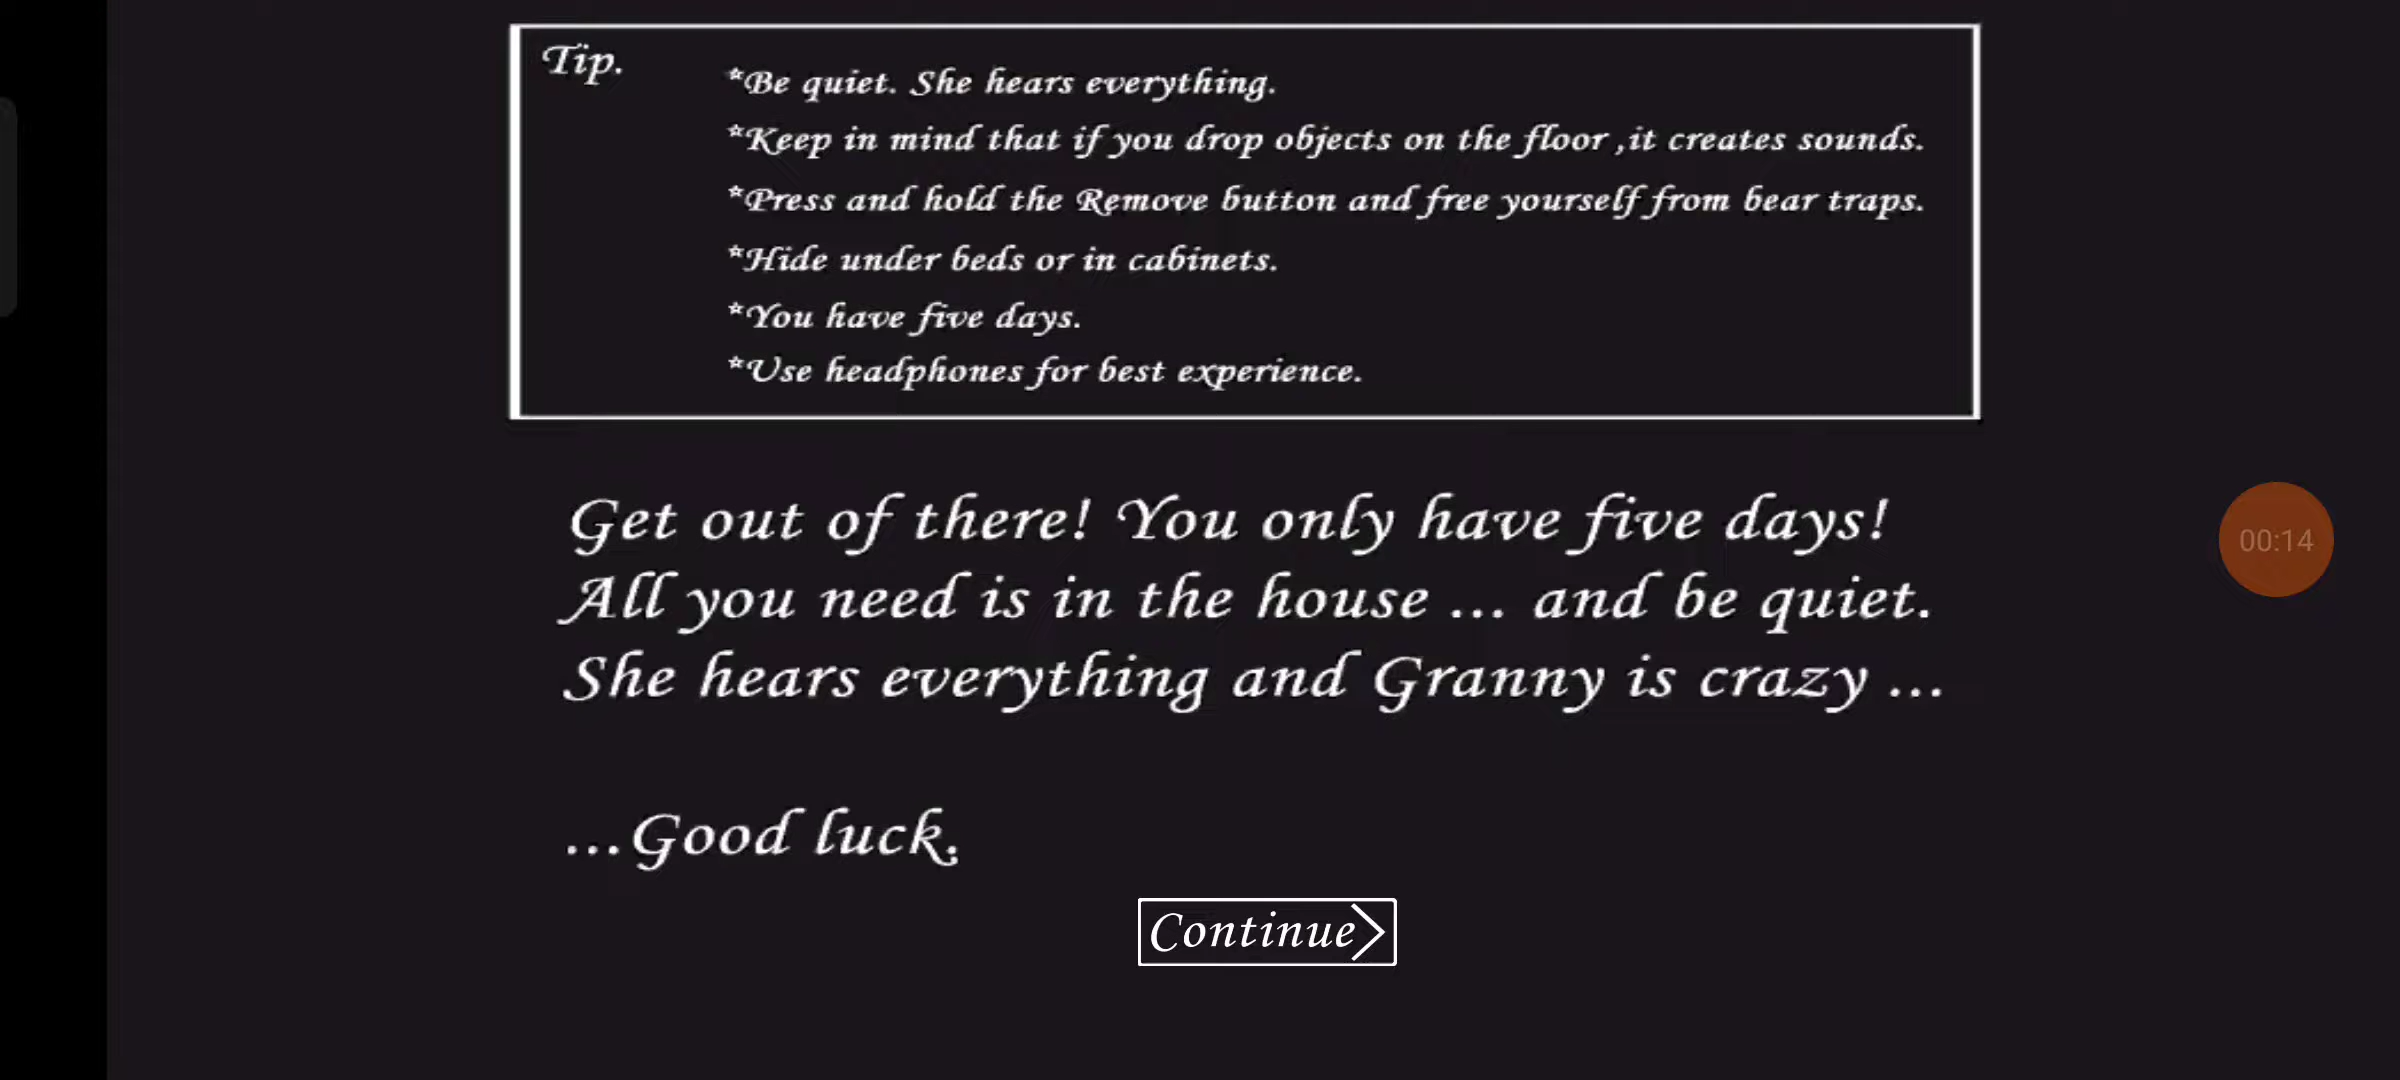 Tip.
*Be quiet. She hears everything.
*Keep in mind that if you drop objects on the floor ,it creates sounds.
*Press and hold the Remove button and free yourself from bear traps.
*Hide under beds or in cabinets.
*You have five days.
*Use headphones for best experience.
Get out of there! You only have five days!
All you need is in the house ... and be quiet.
She hears everything and Granny is crazy ...
...Good luck.
Continue
00:14